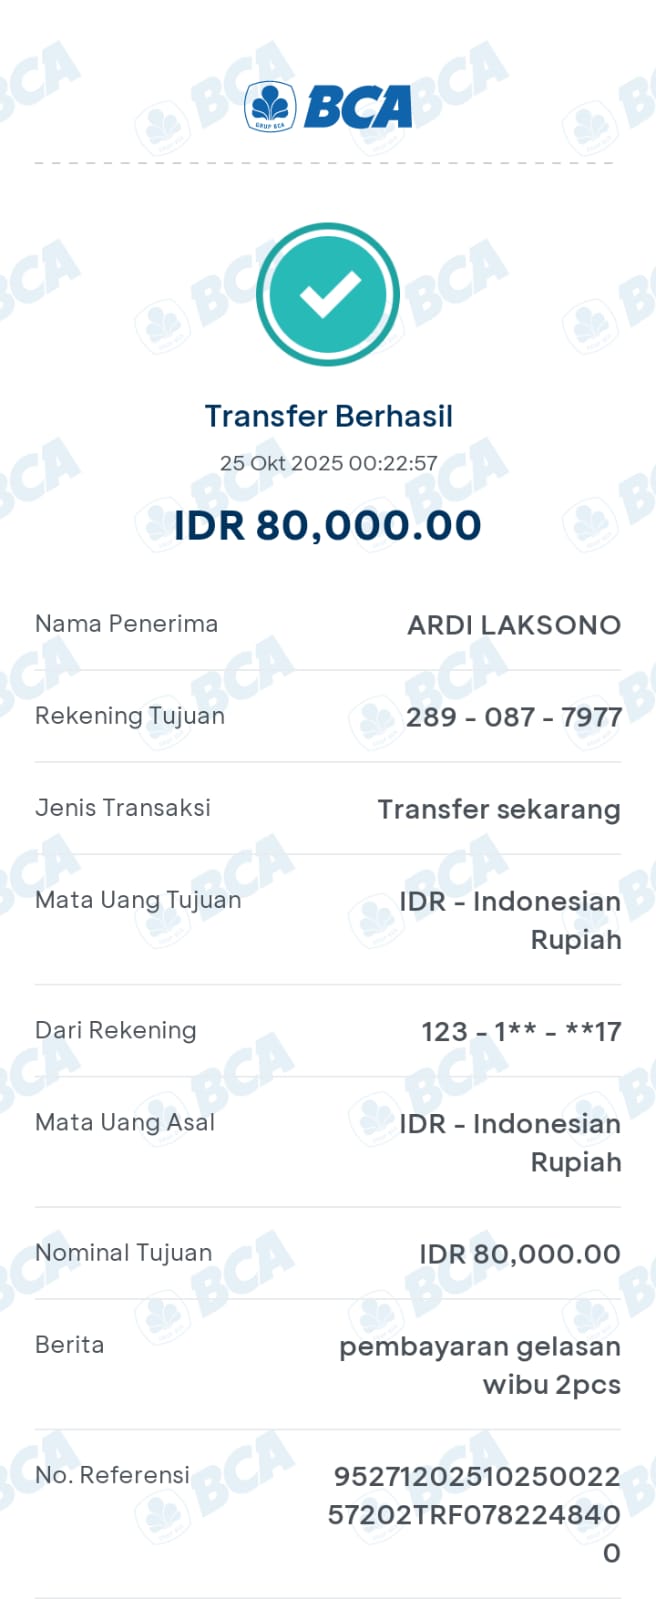 BCA
Transfer Berhasil
25 Okt 2025 00:22:57
IDR 80,000.00
Nama Penerima ARDI LAKSONO
Rekening Tujuan 289 - 087 - 7977
Jenis Transaksi Transfer sekarang
Mata Uang Tujuan IDR - Indonesian
Rupiah
Dari Rekening 123 - 1** - **17
Mata Uang Asal IDR - Indonesian
Rupiah
Nominal Tujuan IDR 80,000.00
Berita pembayaran gelasan
wibu 2pcs
No. Referensi 95271202510250022
57202TRF078224840
0